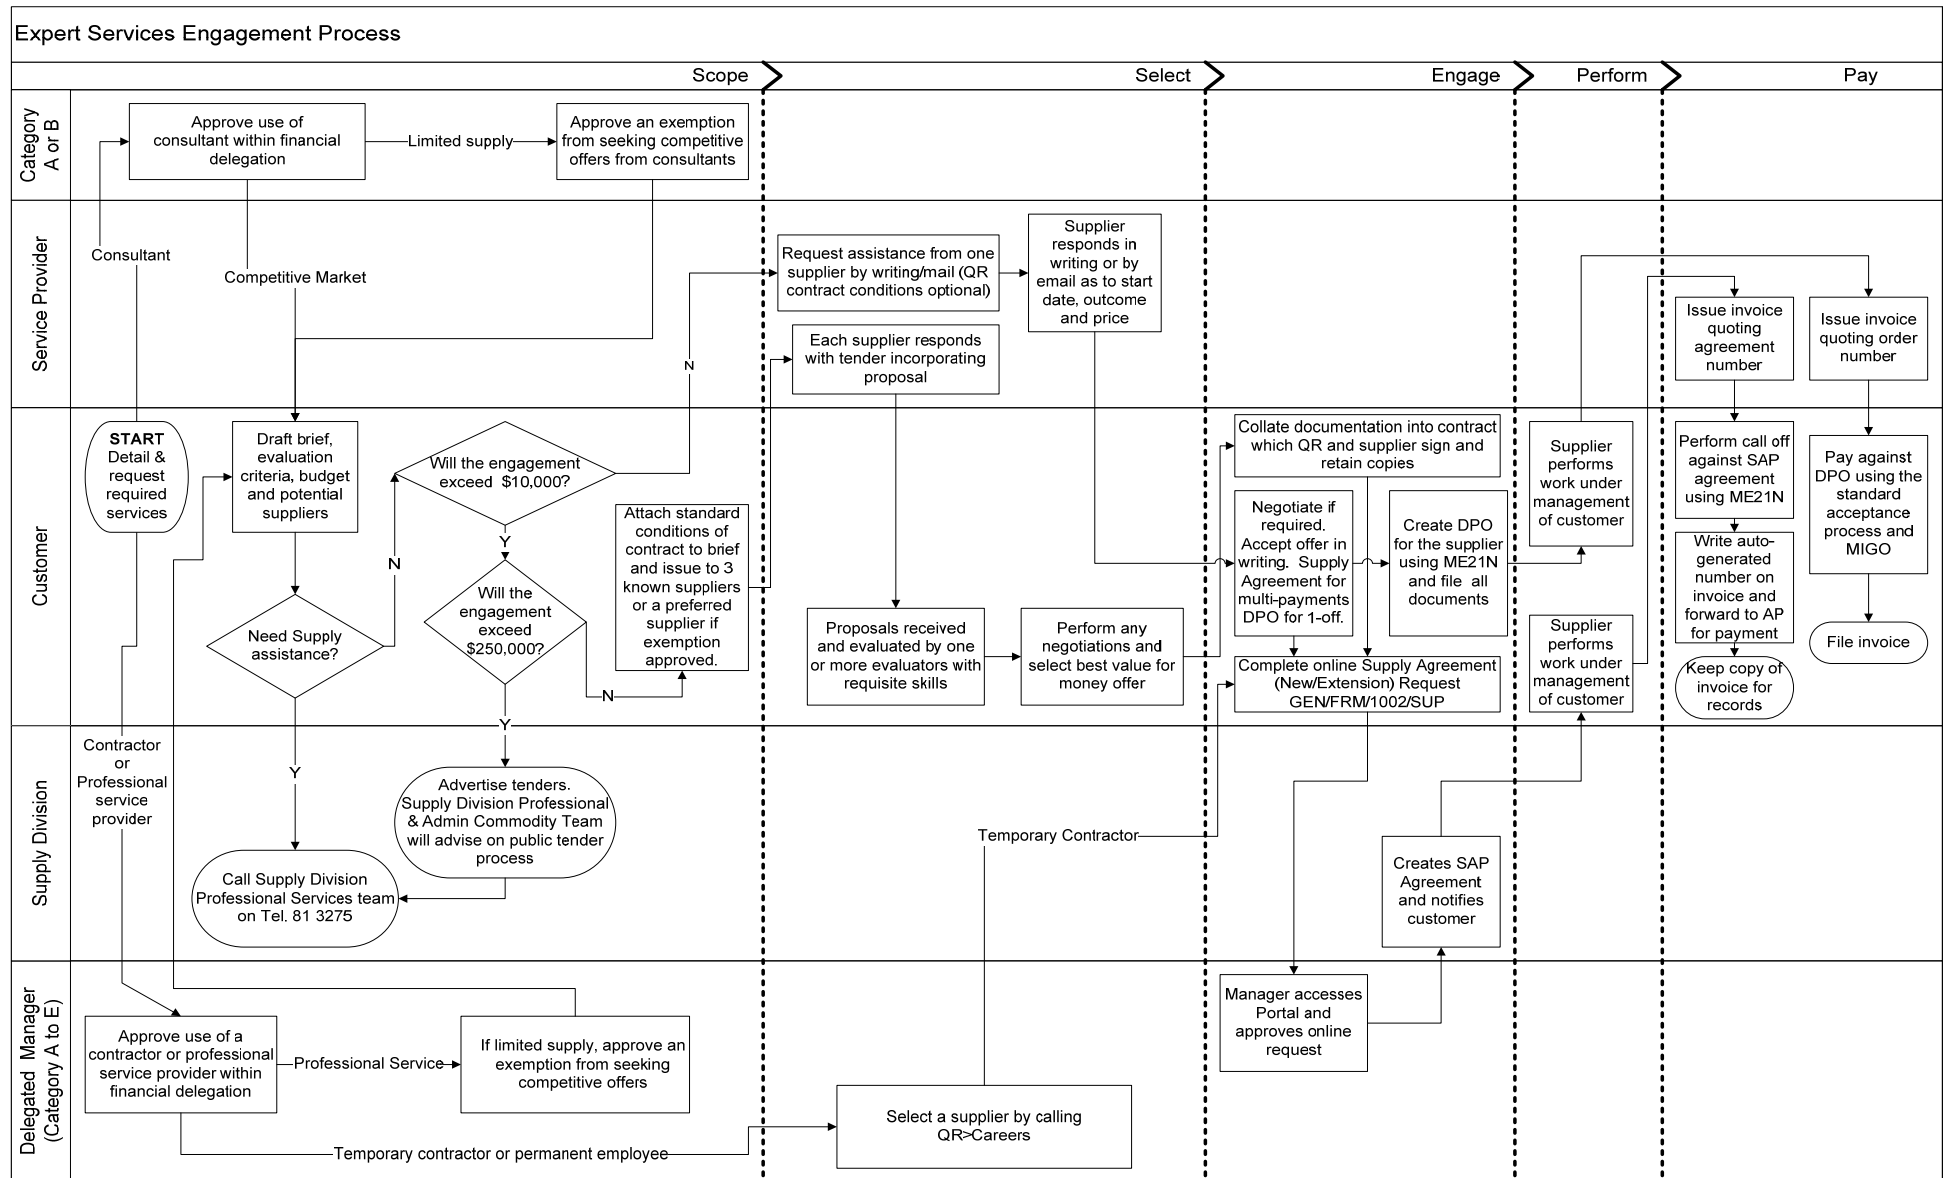 Expert Services Engagement Process
Scope
Select
Engage
Perform
Pay
Category
A or B
Approve use of
consultant within financial
delegation
Limited supply
Approve an exemption
from seeking competitive
offers from consultants
Service Provider
Consultant
Competitive Market
N
Request assistance from one
supplier by writing/mail (QR
contract conditions optional)
Supplier
responds in
writing or by
email as to start
date, outcome
and price
Each supplier responds
with tender incorporating
proposal
Issue invoice
quoting
agreement
number
Issue invoice
quoting order
number
Customer
START
Detail &
request
required
services
Draft brief,
evaluation
criteria, budget
and potential
suppliers
Need Supply
assistance?
N
Will the engagement
exceed $10,000?
Y
Will the
engagement
exceed
$250,000?
N
Y
Attach standard
conditions of
contract to brief
and issue to 3
known suppliers
or a preferred
supplier if
exemption
approved.
Proposals received
and evaluated by one
or more evaluators with
requisite skills
Perform any
negotiations and
select best value for
money offer
Collate documentation into contract
which QR and supplier sign and
retain copies
Negotiate if
required.
Accept offer in
writing. Supply
Agreement for
multi-payments
DPO for 1-off.
Create DPO
for the supplier
using ME21N
and file all
documents
Complete online Supply Agreement
(New/Extension) Request
GEN/FRM/1002/SUP
Supplier
performs
work under
management
of customer
Supplier
performs
work under
management
of customer
Perform call off
against SAP
agreement
using ME21N
Write auto-
generated
number on
invoice and
forward to AP
for payment
Keep copy of
invoice for
records
Pay against
DPO using the
standard
acceptance
process and
MIGO
File invoice
Supply Division
Contractor
or
Professional
service
provider
Y
Call Supply Division
Professional Services team
on Tel. 81 3275
Advertise tenders.
Supply Division Professional
& Admin Commodity Team
will advise on public tender
process
Temporary Contractor
Creates SAP
Agreement
and notifies
customer
Delegated Manager
(Category A to E)
Approve use of a
contractor or professional
service provider within
financial delegation
Professional Service
If limited supply, approve an
exemption from seeking
competitive offers
Temporary contractor or permanent employee
Select a supplier by calling
QR>Careers
Manager accesses
Portal and
approves online
request